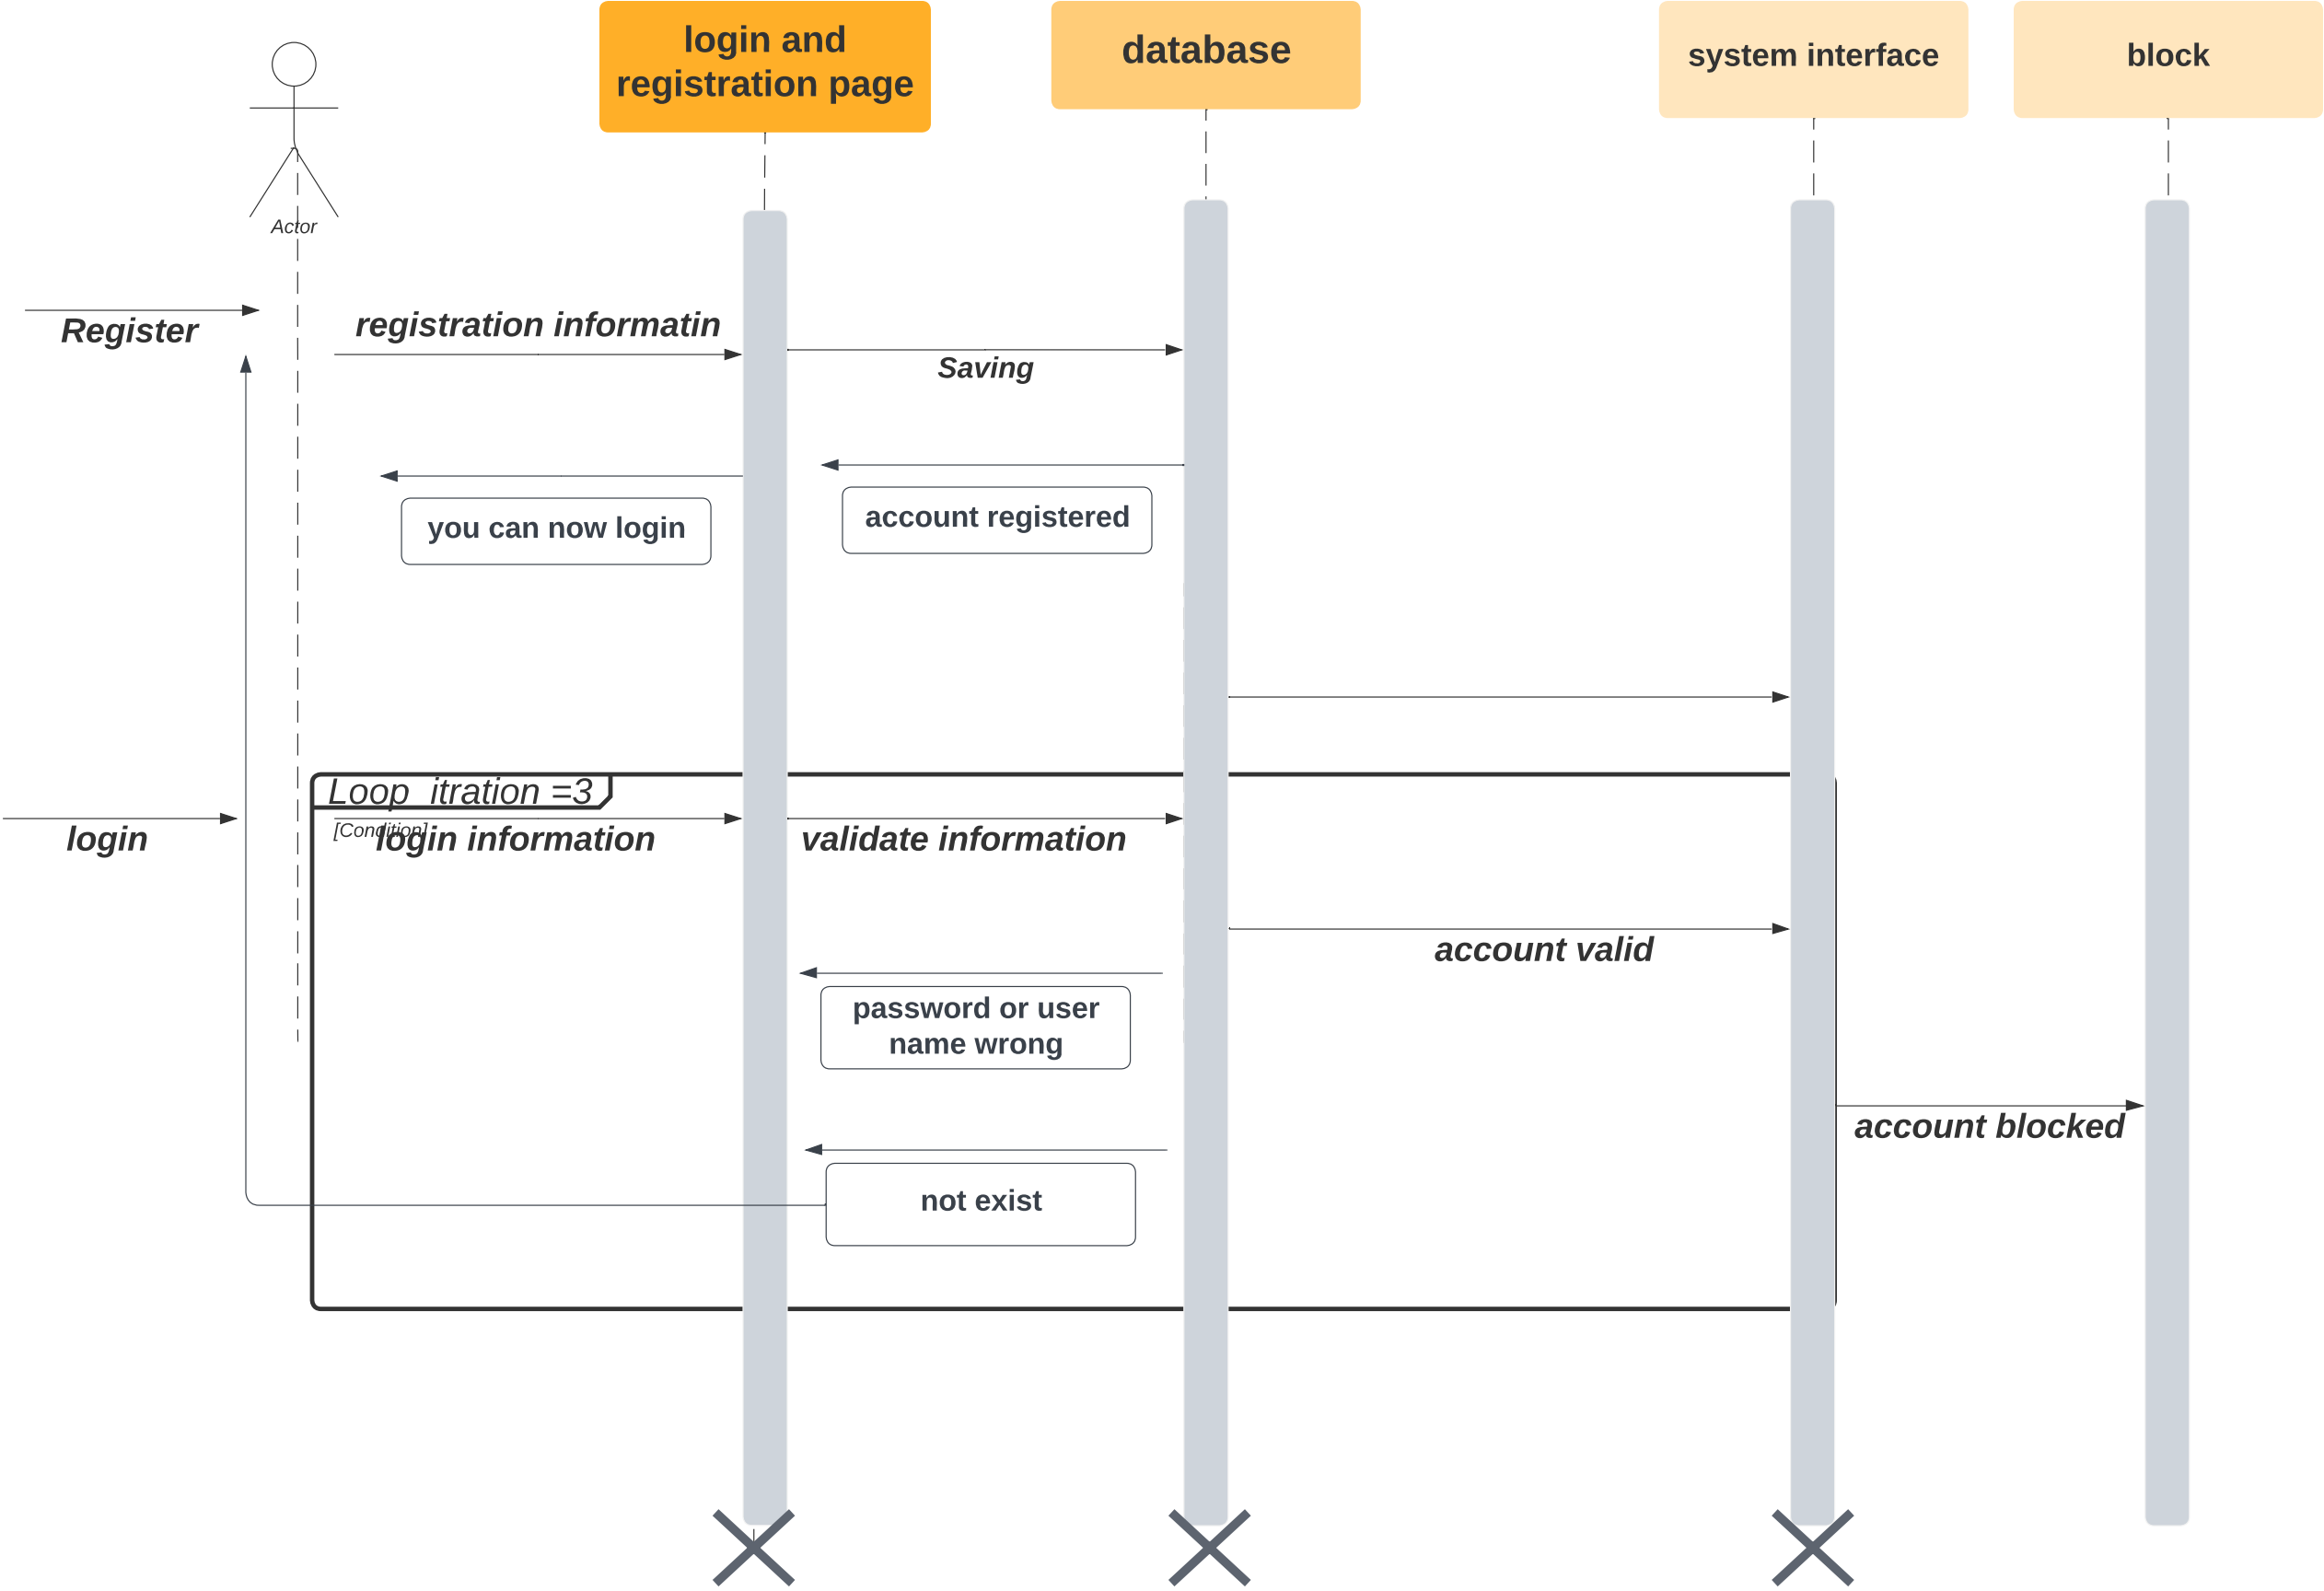 login and
registration page
database
system interface
block
Actor
Register
registration informatin
Saving
account registered
you can now login
Loop  itration =3
[Condition]
login
login information
validate information
account valid
password or user
name wrong
account blocked
not exist